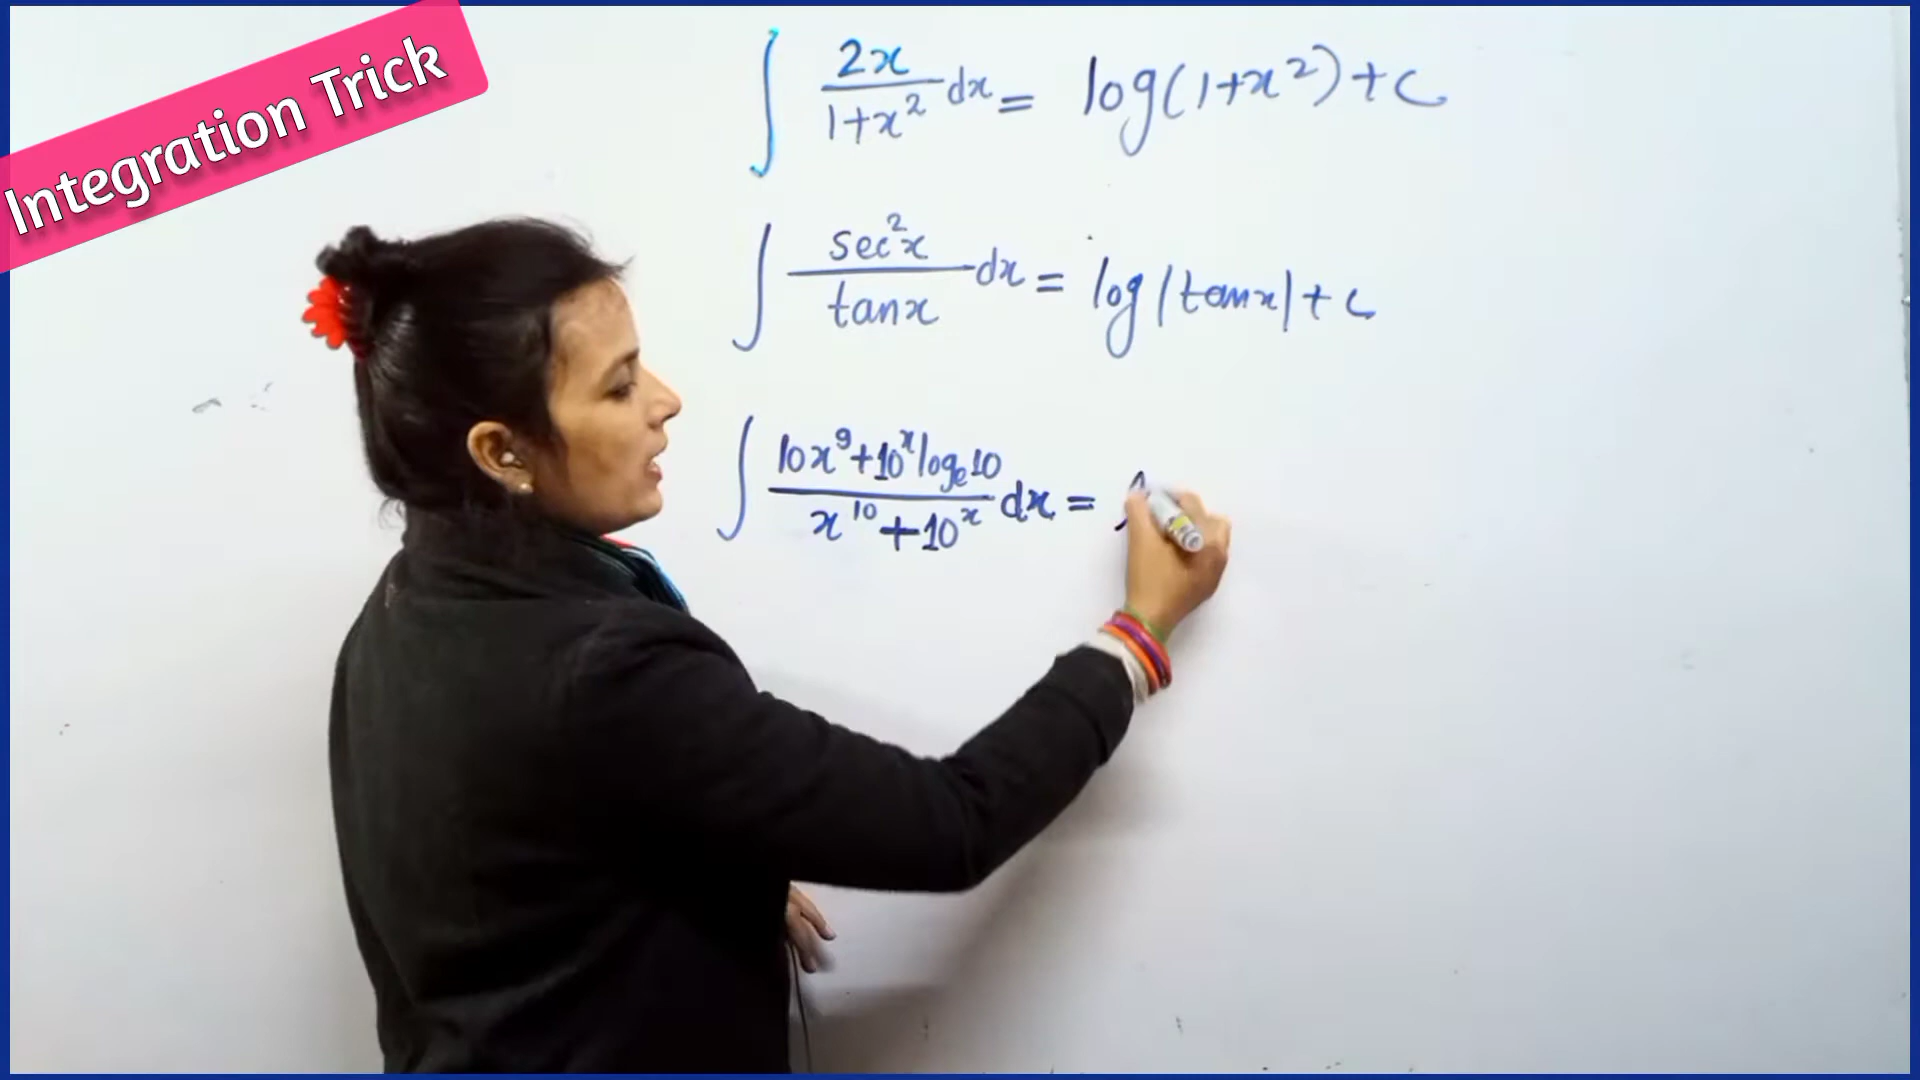 Integration Trick
∫ 2x/(1+x²) dx = log(1+x²)+c
∫ sec²x/tanx dx = log|tanx|+c
∫ (10x⁹+10ˣlogₑ10)/(x¹⁰+10ˣ) dx =